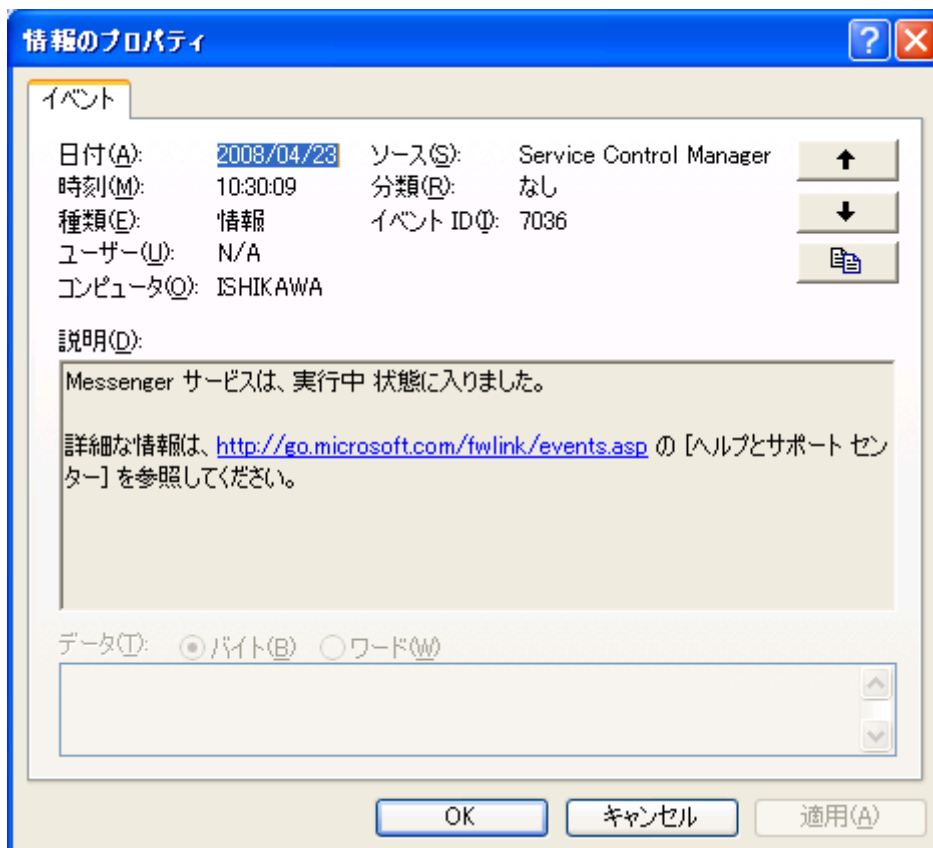 情報のプロパティ
イベント
日付(A): 2008/04/23 ソース(S): Service Control Manager
時刻(M): 10:30:09 分類(R): なし
種類(E): 情報 イベント ID(I): 7036
ユーザー(U): N/A
コンピュータ(O): ISHIKAWA
説明(D):
Messenger サービスは、実行中 状態に入りました。
詳細な情報は、http://go.microsoft.com/fwlink/events.asp の [ヘルプとサポート セン
ター] を参照してください。
データ(T): バイト(B) ワード(W)
OK キャンセル 適用(A)